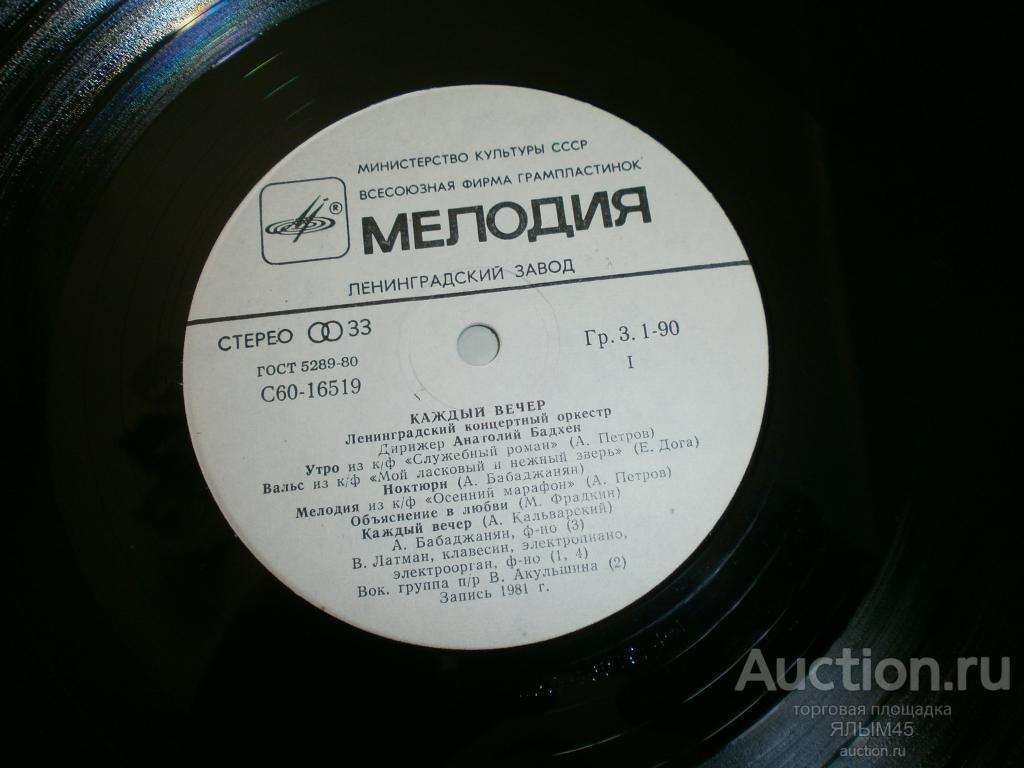 МИНИСТЕРСТВО КУЛЬТУРЫ СССР
ВСЕСОЮЗНАЯ ФИРМА ГРАМПЛАСТИНОК
®
МЕЛОДИЯ
ЛЕНИНГРАДСКИЙ ЗАВОД
СТЕРЕО 33
ГОСТ 5289-80
С60-16519
Гр. 3. 1-90
I
КАЖДЫЙ ВЕЧЕР
Ленинградский концертный оркестр
Дирижер Анатолий Бадхен
Утро из к/ф «Служебный роман» (А. Петров)
Вальс из к/ф «Мой ласковый и нежный зверь» (Е. Дога)
Ноктюрн (А. Бабаджанян)
Мелодия из к/ф «Осенний марафон» (А. Петров)
Объяснение в любви (М. Фрадкин)
Каждый вечер (А. Кальварский)
А. Бабаджанян, ф-но (3)
В. Латман, клавесин, электропиано,
электроорган, ф-но (1, 4)
Вок. группа п/р В. Акульшина (2)
Запись 1981 г.
Auction.ru
торговая площадка
ЯЛЫМ45
auction.ru